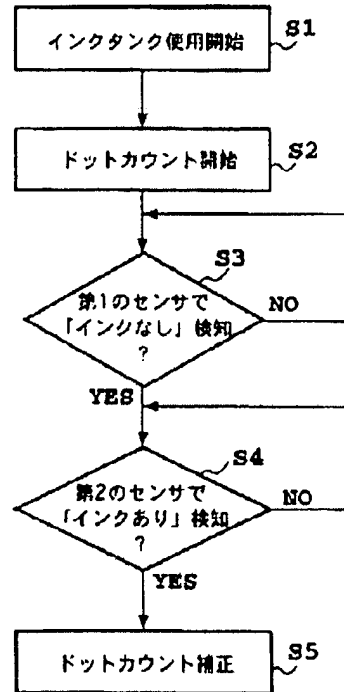 インクタンク使用開始
S1
ドットカウント開始
S2
S3
第1のセンサで
「インクなし」検知
?
NO
YES
S4
第2のセンサで
「インクあり」検知
?
NO
YES
ドットカウント補正
S5